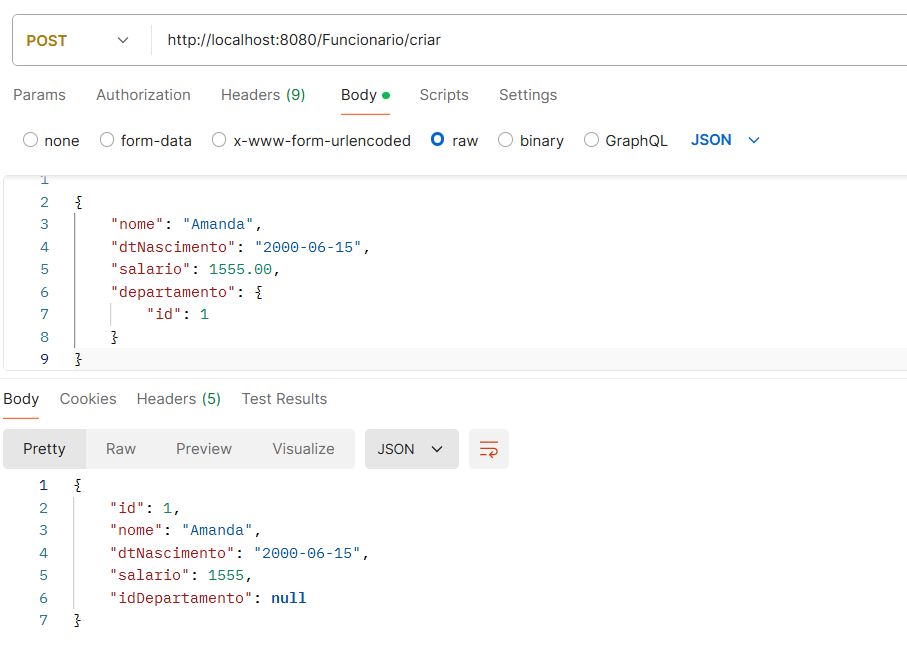 POST http://localhost:8080/Funcionario/criar
Params Authorization Headers (9) Body Scripts Settings
none form-data x-www-form-urlencoded raw binary GraphQL JSON
1
2 {
3 "nome": "Amanda",
4 "dtNascimento": "2000-06-15",
5 "salario": 1555.00,
6 "departamento": {
7 "id": 1
8 }
9 }
Body Cookies Headers (5) Test Results
Pretty Raw Preview Visualize JSON
1 {
2 "id": 1,
3 "nome": "Amanda",
4 "dtNascimento": "2000-06-15",
5 "salario": 1555,
6 "idDepartamento": null
7 }